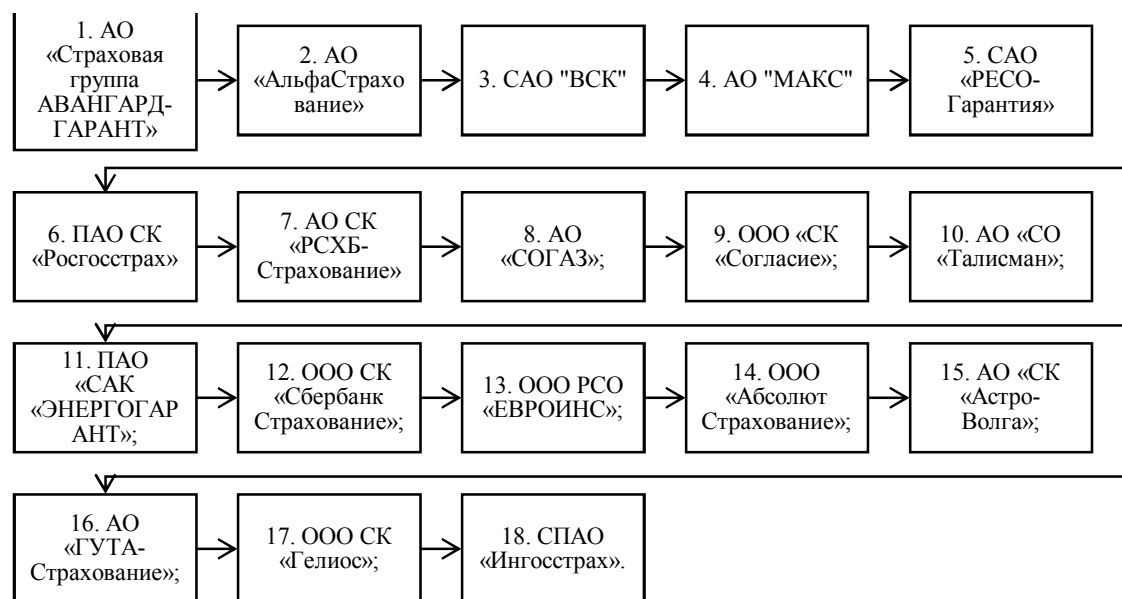 1. АО
«Страховая
группа
АВАНГАРД-
ГАРАНТ»
2. АО
«АльфаСтрахо
вание»
3. САО "ВСК"
4. АО "МАКС"
5. САО
«РЕСО-
Гарантия»
6. ПАО СК
«Росгосстрах»
7. АО СК
«РСХБ-
Страхование»
8. АО
«СОГАЗ»;
9. ООО «СК
«Согласие»;
10. АО «СО
«Талисман»;
11. ПАО
«САК
«ЭНЕРГОГАР
АНТ»;
12. ООО СК
«Сбербанк
Страхование»;
13. ООО РСО
«ЕВРОИНС»;
14. ООО
«Абсолют
Страхование»;
15. АО «СК
«Астро-
Волга»;
16. АО
«ГУТА-
Страхование»;
17. ООО СК
«Гелиос»;
18. СПАО
«Ингосстрах».